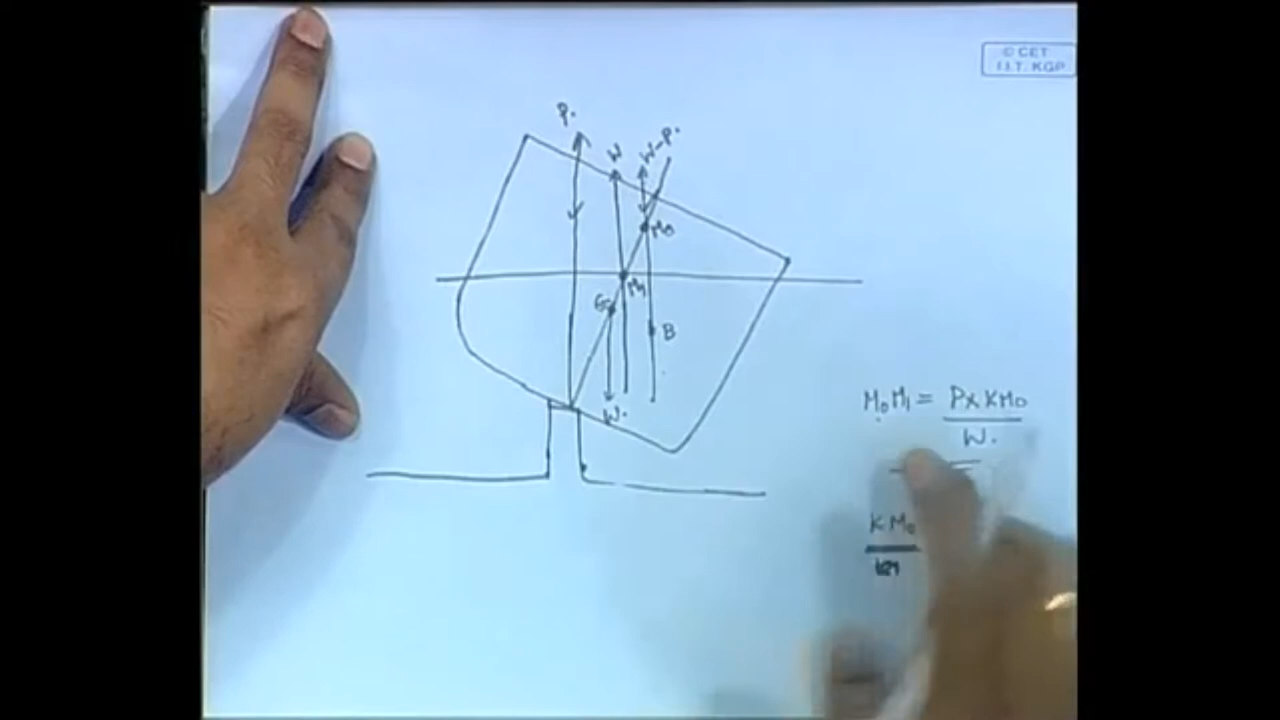 © CET
I.I.T. KGP
P.
W
W-P.
M₀
M₁
G
B
W.
M₀M₁ = P×KM₀
W.
KM₀